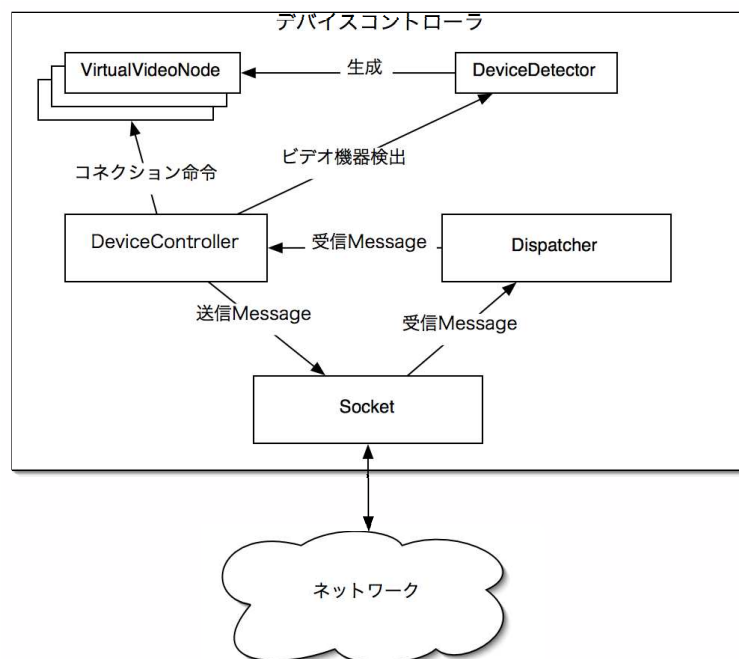 デバイスコントローラ
VirtualVideoNode
生成
DeviceDetector
ビデオ機器検出
コネクション命令
DeviceController
受信Message
Dispatcher
送信Message
受信Message
Socket
ネットワーク